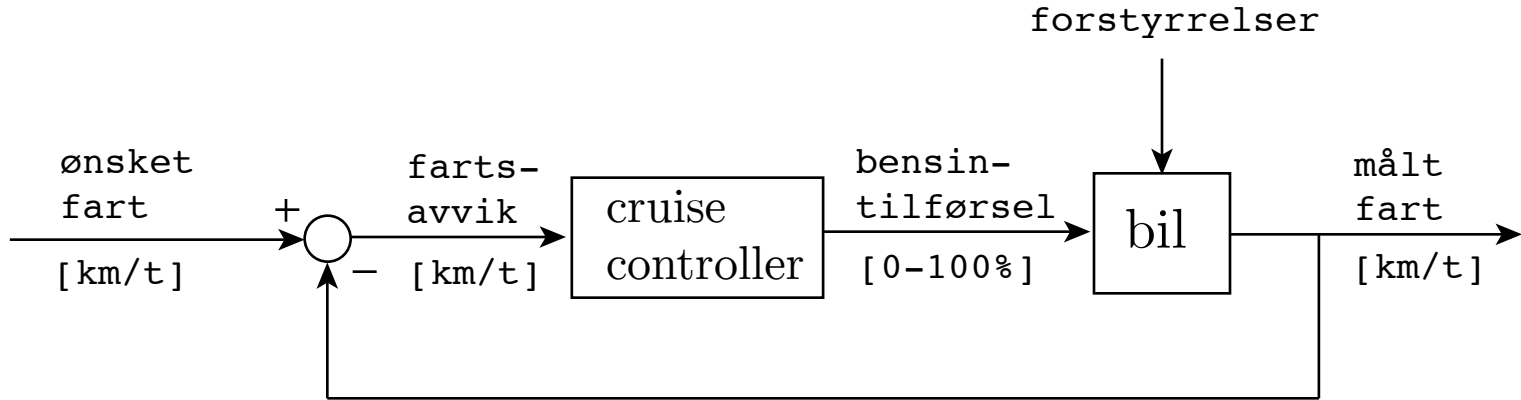 forstyrrelser
ønsket
fart
[km/t]
+
−
farts-
avvik
[km/t]
cruise
controller
bensin-
tilførsel
[0-100%]
bil
målt
fart
[km/t]